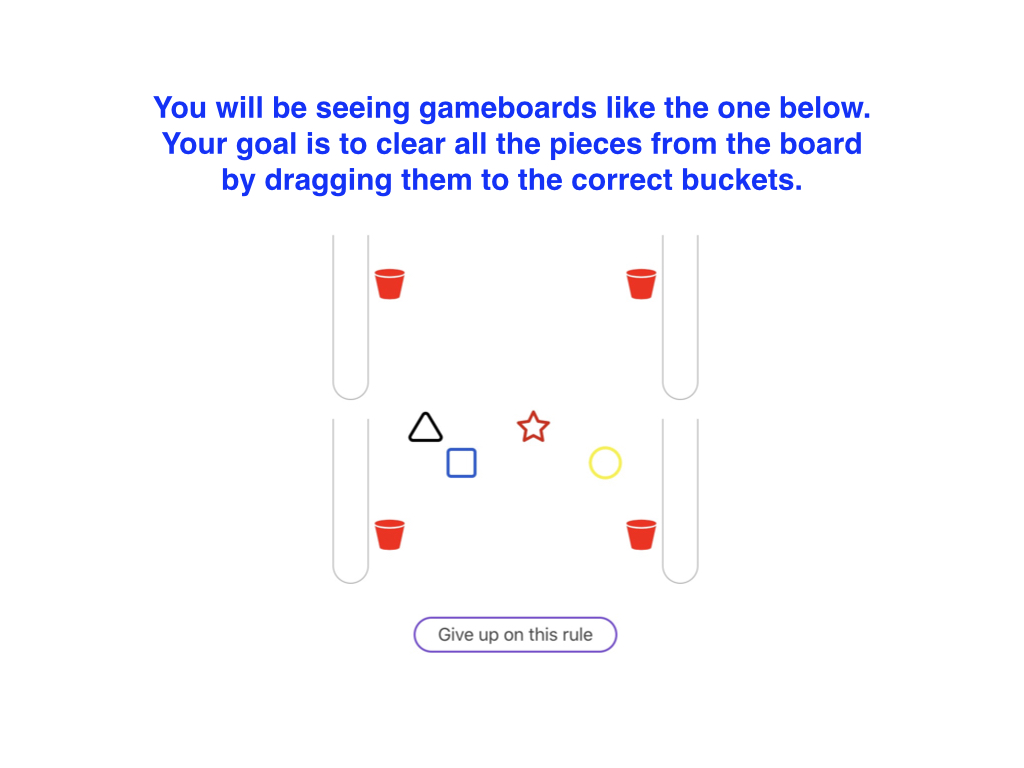 You will be seeing gameboards like the one below.
Your goal is to clear all the pieces from the board
by dragging them to the correct buckets.
Give up on this rule